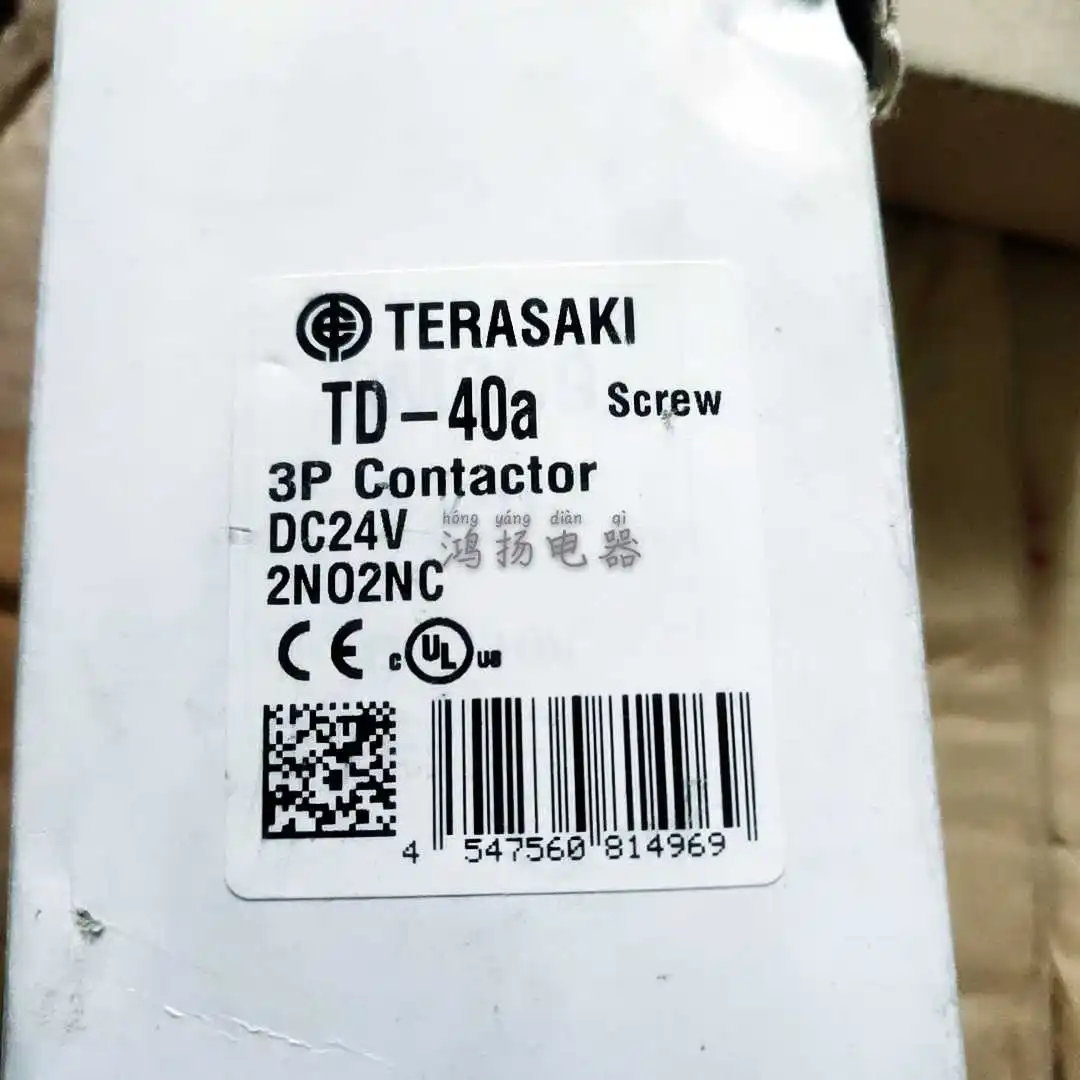 TERASAKI
TD-40a Screw
3P Contactor
DC24V
hóng yáng diàn qì
鸿扬电器
2NO2NC
CE c UL us
4 547560 814969